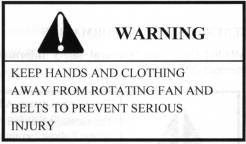 WARNING
KEEP HANDS AND CLOTHING
AWAY FROM ROTATING FAN AND
BELTS TO PREVENT SERIOUS
INJURY